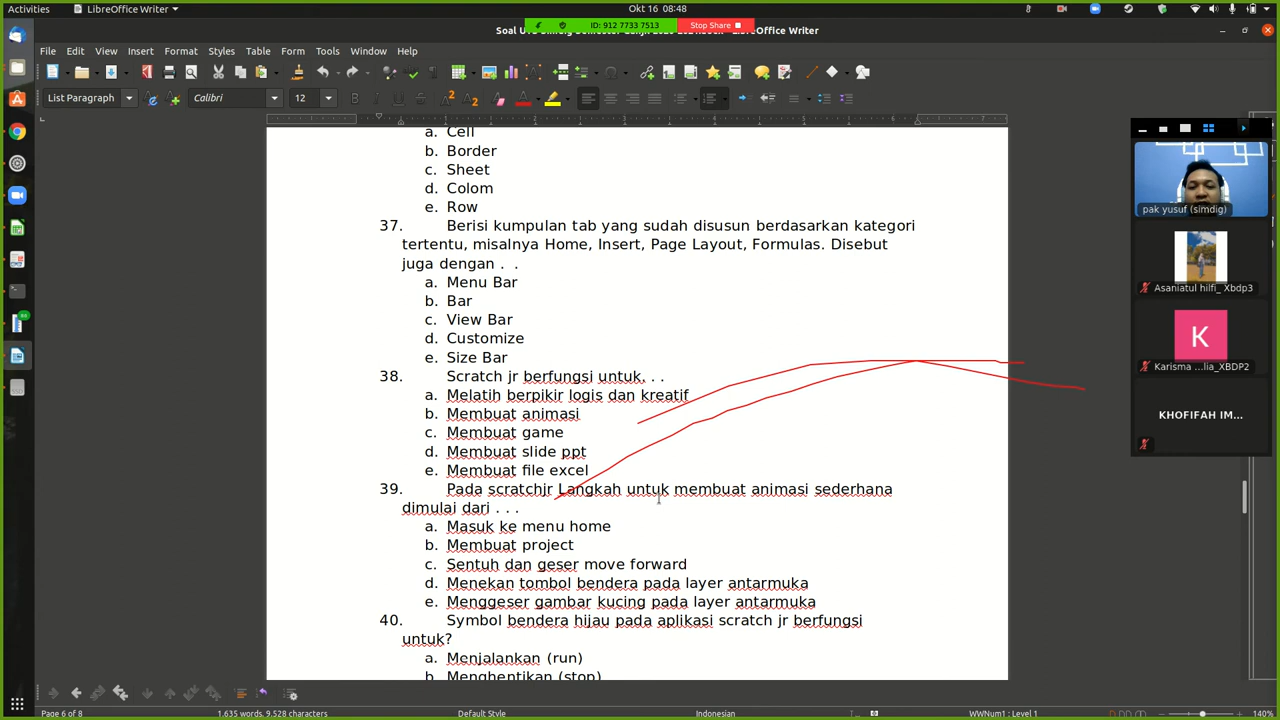 Activities
LibreOffice Writer
Okt 16 08:48
ID: 912 7733 7513
Stop Share
File Edit View Insert Format Styles Table Form Tools Window Help
List Paragraph
Calibri
12
a. Cell
b. Border
c. Sheet
d. Colom
e. Row
37. Berisi kumpulan tab yang sudah disusun berdasarkan kategori
tertentu, misalnya Home, Insert, Page Layout, Formulas. Disebut
juga dengan . .
a. Menu Bar
b. Bar
c. View Bar
d. Customize
e. Size Bar
38. Scratch jr berfungsi untuk. . .
a. Melatih berpikir logis dan kreatif
b. Membuat animasi
c. Membuat game
d. Membuat slide ppt
e. Membuat file excel
39. Pada scratchjr Langkah untuk membuat animasi sederhana
dimulai dari . . .
a. Masuk ke menu home
b. Membuat project
c. Sentuh dan geser move forward
d. Menekan tombol bendera pada layer antarmuka
e. Menggeser gambar kucing pada layer antarmuka
40. Symbol bendera hijau pada aplikasi scratch jr berfungsi
untuk?
a. Menjalankan (run)
b. Menghentikan (stop)
pak yusuf (simdig)
Asaniatul hilfi_ Xbdp3
K
Karisma ...lia_XBDP2
KHOFIFAH IM...
Page 6 of 8
1.635 words, 9.528 characters
Default Style
Indonesian
WWNum1 : Level 1
140%